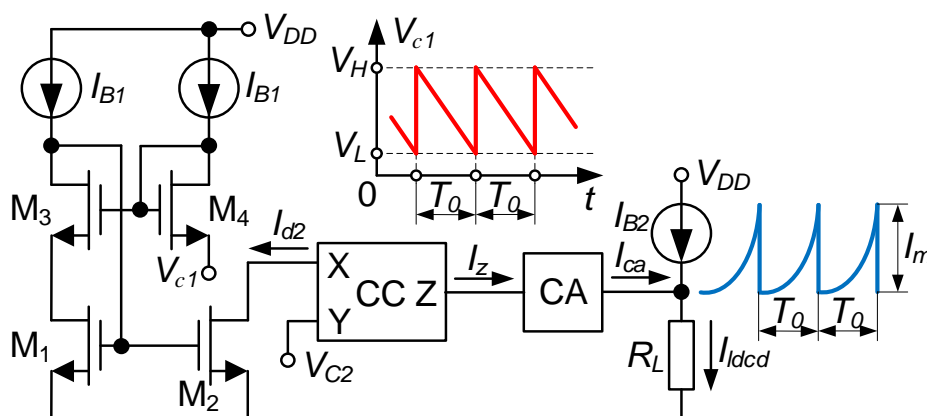 V_DD
V_c1
V_H
I_B1
I_B1
V_L
0
T_0
T_0
t
V_DD
M_3
M_4
I_d2
I_B2
V_c1
X
Y
CC
Z
I_z
CA
I_ca
I_m
T_0
T_0
M_1
M_2
V_C2
R_L
I_ldcd